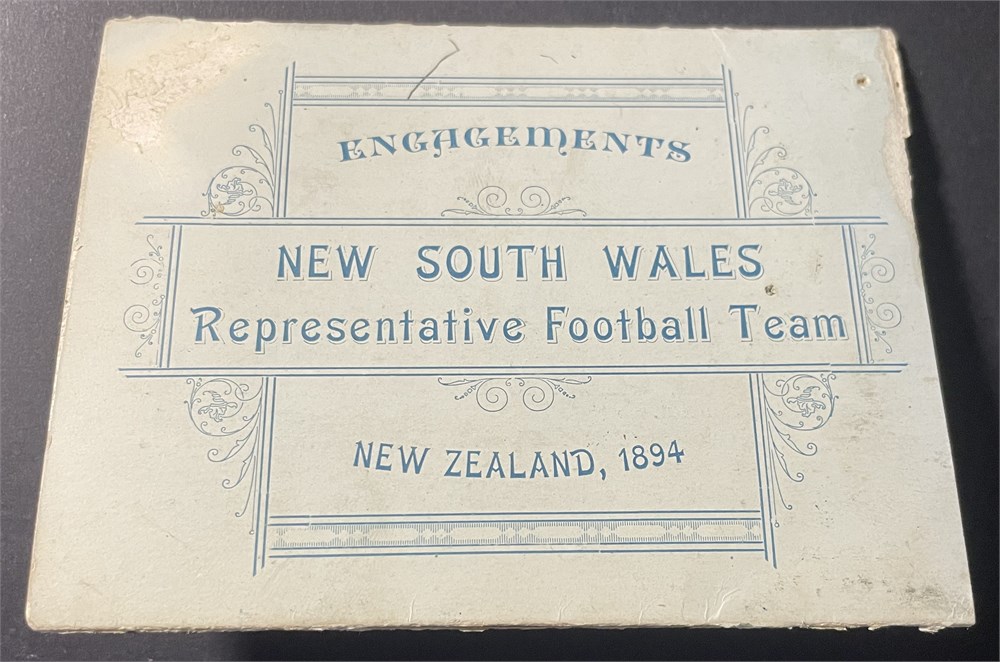 ENGAGEMENTS
NEW SOUTH WALES
Representative Football Team
NEW ZEALAND, 1894